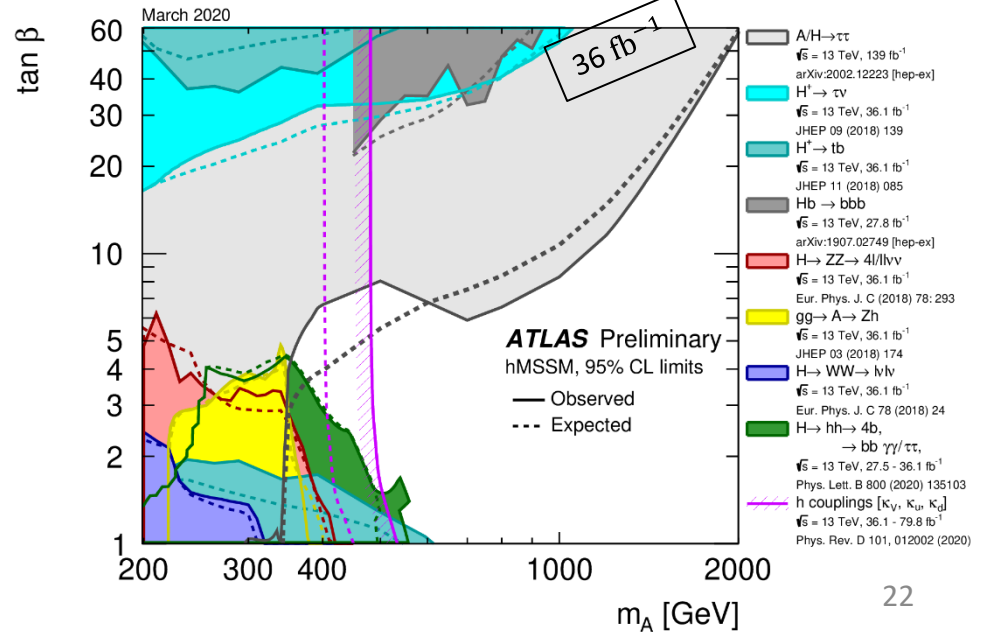 March 2020
tan β
60
40
30
20
10
5
4
3
2
1
200
300
400
1000
2000
m_A [GeV]
36 fb⁻¹
ATLAS Preliminary
hMSSM, 95% CL limits
Observed
Expected
A/H→ττ
√s = 13 TeV, 139 fb⁻¹
arXiv:2002.12223 [hep-ex]
H⁺→ τν
√s = 13 TeV, 36.1 fb⁻¹
JHEP 09 (2018) 139
H⁺→ tb
√s = 13 TeV, 36.1 fb⁻¹
JHEP 11 (2018) 085
Hb → bbb
√s = 13 TeV, 27.8 fb⁻¹
arXiv:1907.02749 [hep-ex]
H→ ZZ→ 4l/llνν
√s = 13 TeV, 36.1 fb⁻¹
Eur. Phys. J. C (2018) 78: 293
gg→ A→ Zh
√s = 13 TeV, 36.1 fb⁻¹
JHEP 03 (2018) 174
H→ WW→ lνlν
√s = 13 TeV, 36.1 fb⁻¹
Eur. Phys. J. C 78 (2018) 24
H→ hh→ 4b,
→ bb γγ/ ττ,
√s = 13 TeV, 27.5 - 36.1 fb⁻¹
Phys. Lett. B 800 (2020) 135103
h couplings [κ_V, κ_u, κ_d]
√s = 13 TeV, 36.1 - 79.8 fb⁻¹
Phys. Rev. D 101, 012002 (2020)
22